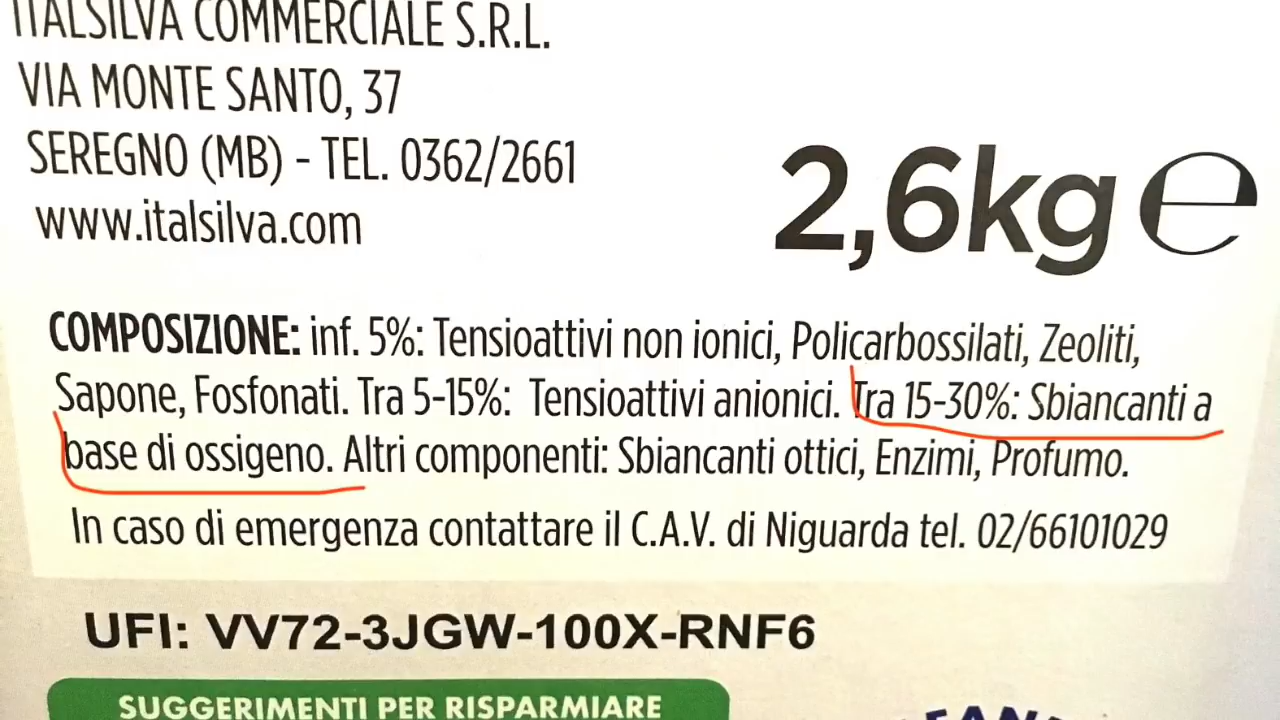 ITALSILVA COMMERCIALE S.R.L.
VIA MONTE SANTO, 37
SEREGNO (MB) - TEL. 0362/2661
www.italsilva.com
2,6kg e
COMPOSIZIONE: inf. 5%: Tensioattivi non ionici, Policarbossilati, Zeoliti,
Sapone, Fosfonati. Tra 5-15%: Tensioattivi anionici. Tra 15-30%: Sbiancanti a
base di ossigeno. Altri componenti: Sbiancanti ottici, Enzimi, Profumo.
In caso di emergenza contattare il C.A.V. di Niguarda tel. 02/66101029
UFI: VV72-3JGW-100X-RNF6
SUGGERIMENTI PER RISPARMIARE